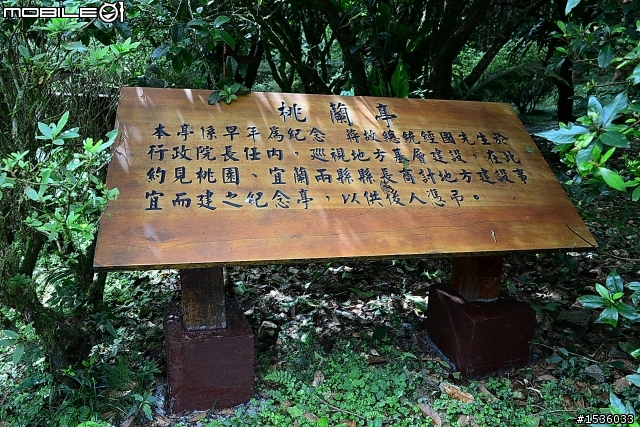 MOBILE01
桃蘭亭
本亭係早年為紀念 蔣故總統經國先生於
行政院長任內，巡視地方基層建設，在此
約見桃園、宜蘭兩縣縣長商討地方建設事
宜而建之紀念亭，以供後人憑吊。
#1536033